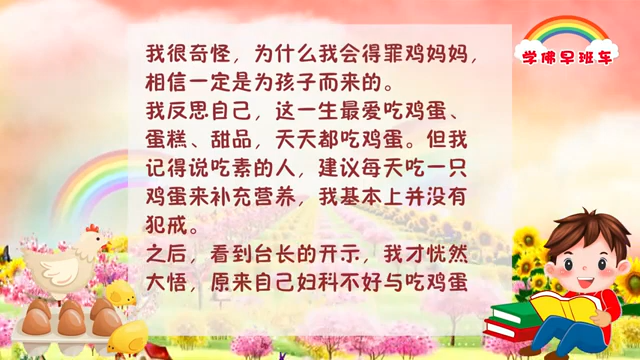 学佛早班车
我很奇怪，为什么我会得罪鸡妈妈，
相信一定是为孩子而来的。
我反思自己，这一生最爱吃鸡蛋、
蛋糕、甜品，天天都吃鸡蛋。但我
记得说吃素的人，建议每天吃一只
鸡蛋来补充营养，我基本上并没有
犯戒。
之后，看到台长的开示，我才恍然
大悟，原来自己妇科不好与吃鸡蛋